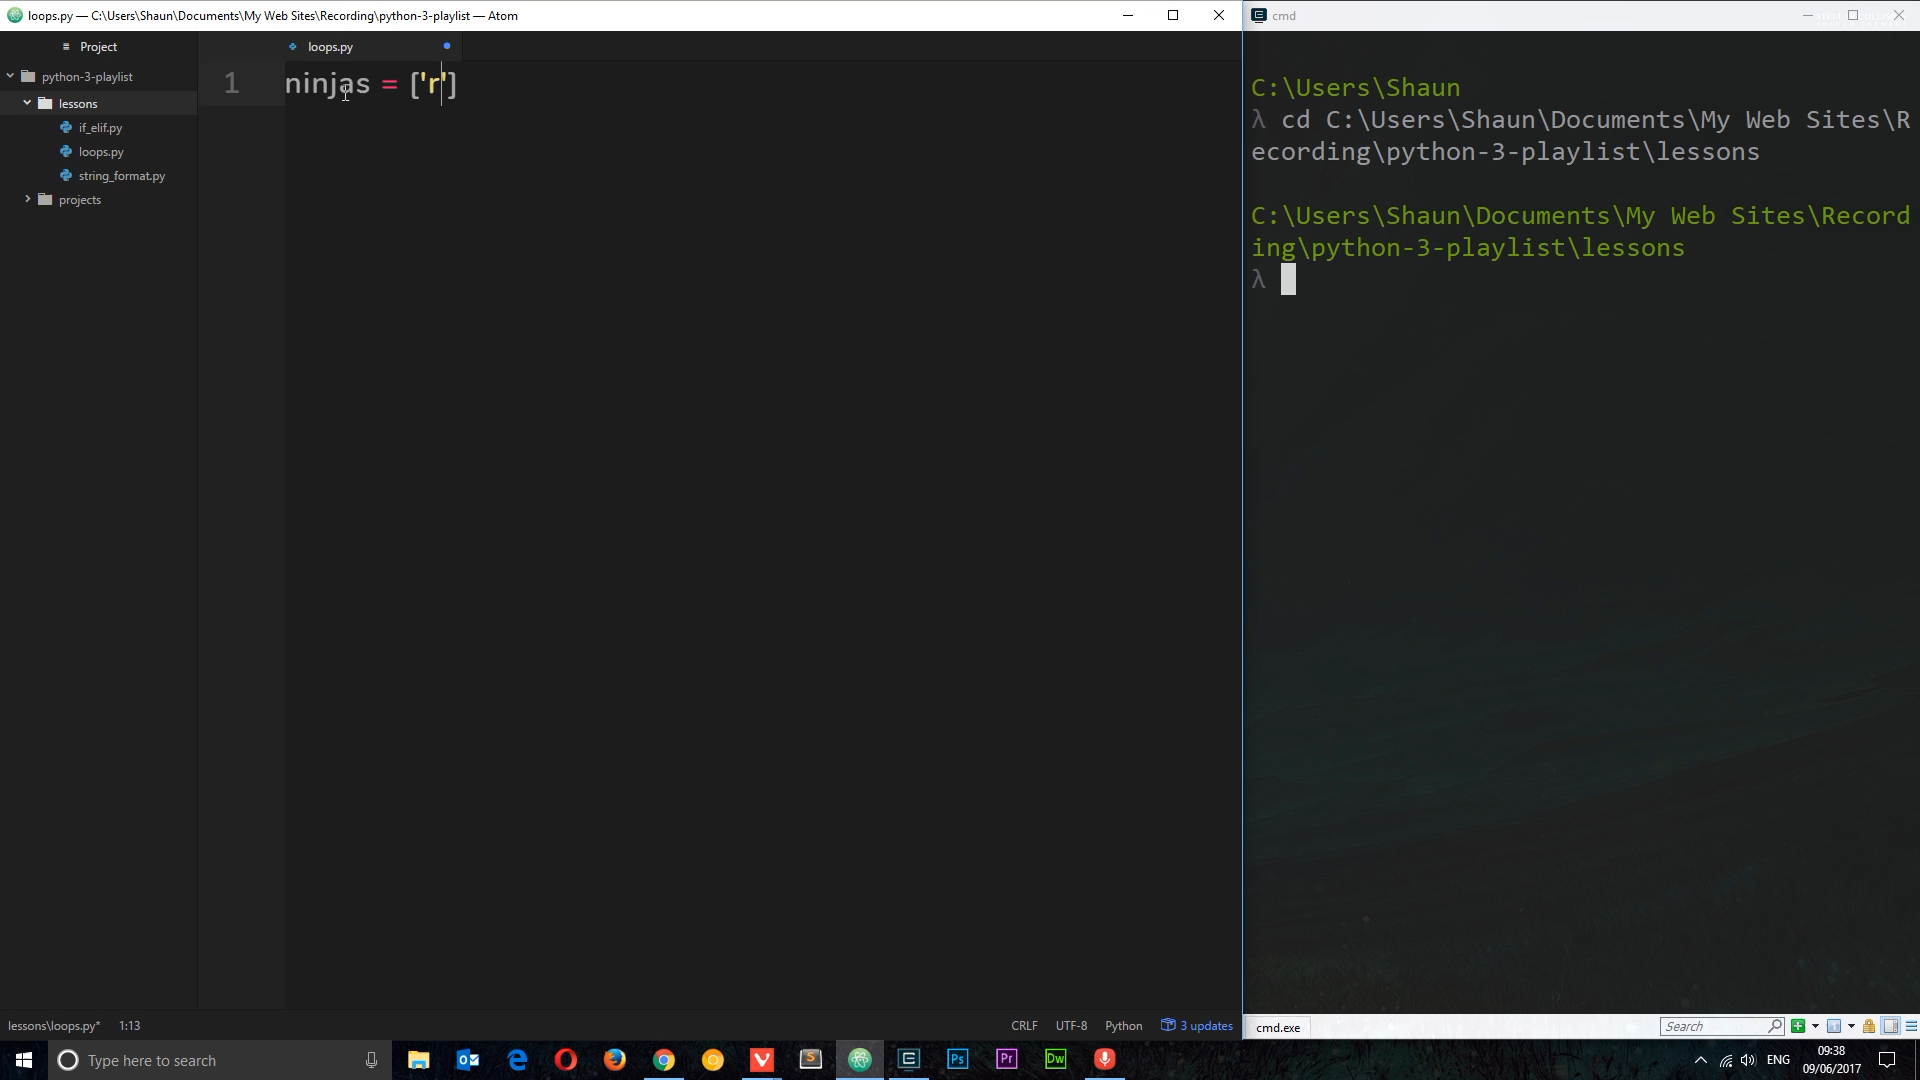 loops.py — C:\Users\Shaun\Documents\My Web Sites\Recording\python-3-playlist — Atom
cmd
Project
loops.py
python-3-playlist
lessons
if_elif.py
loops.py
string_format.py
projects
1 ninjas = ['r']
C:\Users\Shaun
λ cd C:\Users\Shaun\Documents\My Web Sites\R
ecording\python-3-playlist\lessons
C:\Users\Shaun\Documents\My Web Sites\Record
ing\python-3-playlist\lessons
λ
lessons\loops.py* 1:13
CRLF UTF-8 Python 3 updates
cmd.exe
Search
Type here to search
Ps
Pr
Dw
ENG
09:38
09/06/2017